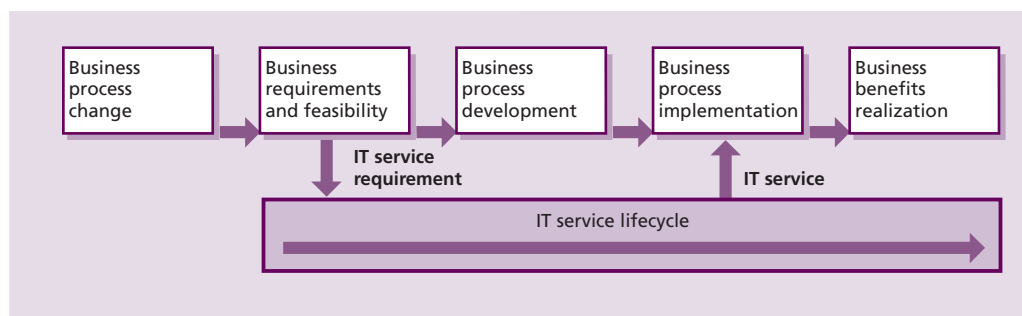 Business
process
change
Business
requirements
and feasibility
Business
process
development
Business
process
implementation
Business
benefits
realization
IT service
requirement
IT service
IT service lifecycle